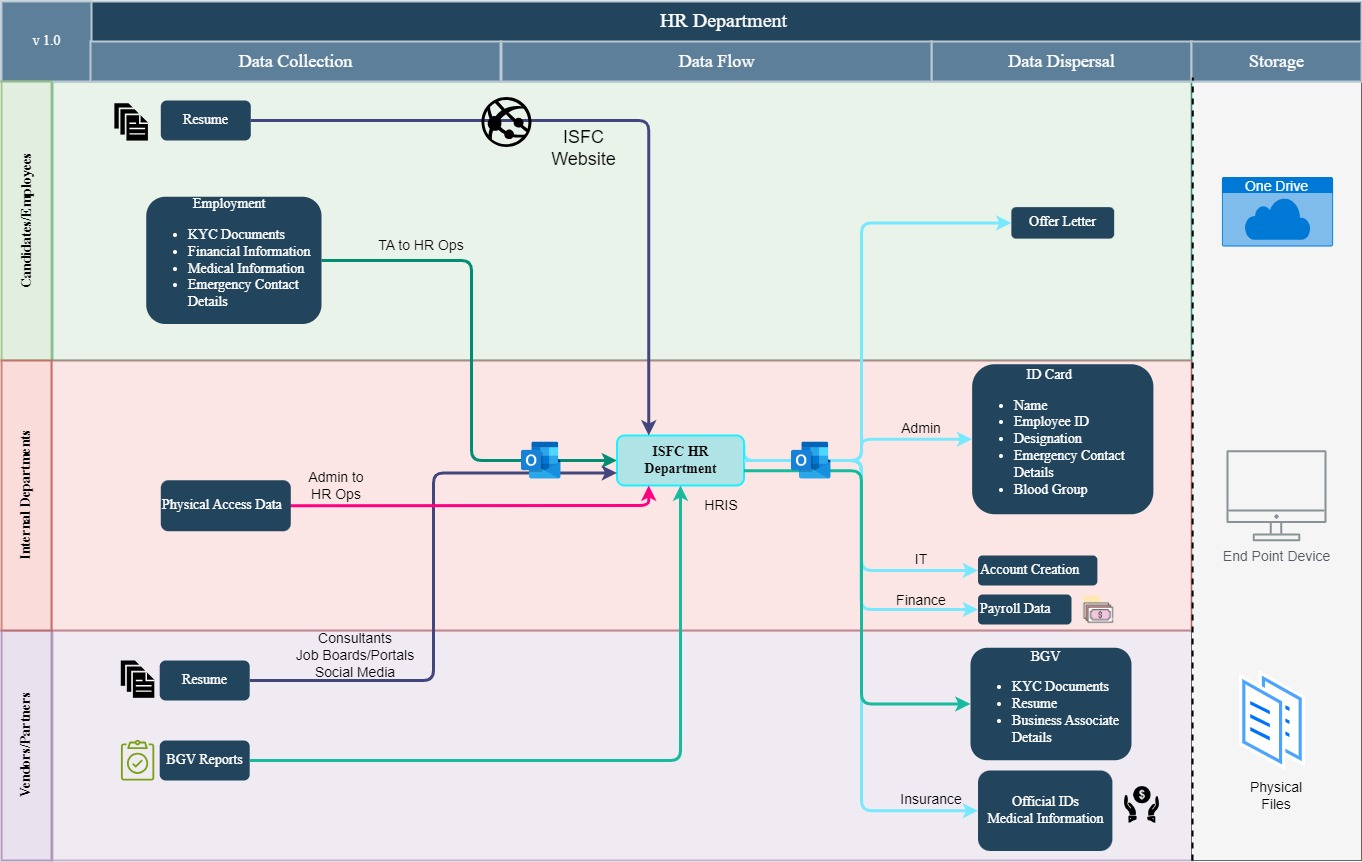 v 1.0
HR Department
Data Collection
Data Flow
Data Dispersal
Storage
Candidates/Employees
Resume
ISFC
Website
Employment
KYC Documents
Financial Information
Medical Information
Emergency Contact
Details
TA to HR Ops
Offer Letter
One Drive
Internal Departments
Physical Access Data
Admin to
HR Ops
O
ISFC HR
Department
HRIS
O
Admin
ID Card
Name
Employee ID
Designation
Emergency Contact
Details
Blood Group
IT
Account Creation
Finance
Payroll Data
$
End Point Device
Vendors/Partners
Resume
Consultants
Job Boards/Portals
Social Media
BGV Reports
BGV
KYC Documents
Resume
Business Associate
Details
Insurance
Official IDs
Medical Information
$
Physical
Files